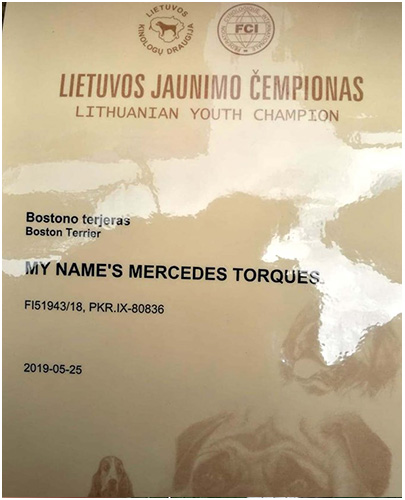 LIETUVOS
KINOLOGŲ DRAUGIJA
FCI
LIETUVOS JAUNIMO ČEMPIONAS
LITHUANIAN YOUTH CHAMPION
Bostono terjeras
Boston Terrier
MY NAME'S MERCEDES TORQUES
FI51943/18, PKR.IX-80836
2019-05-25